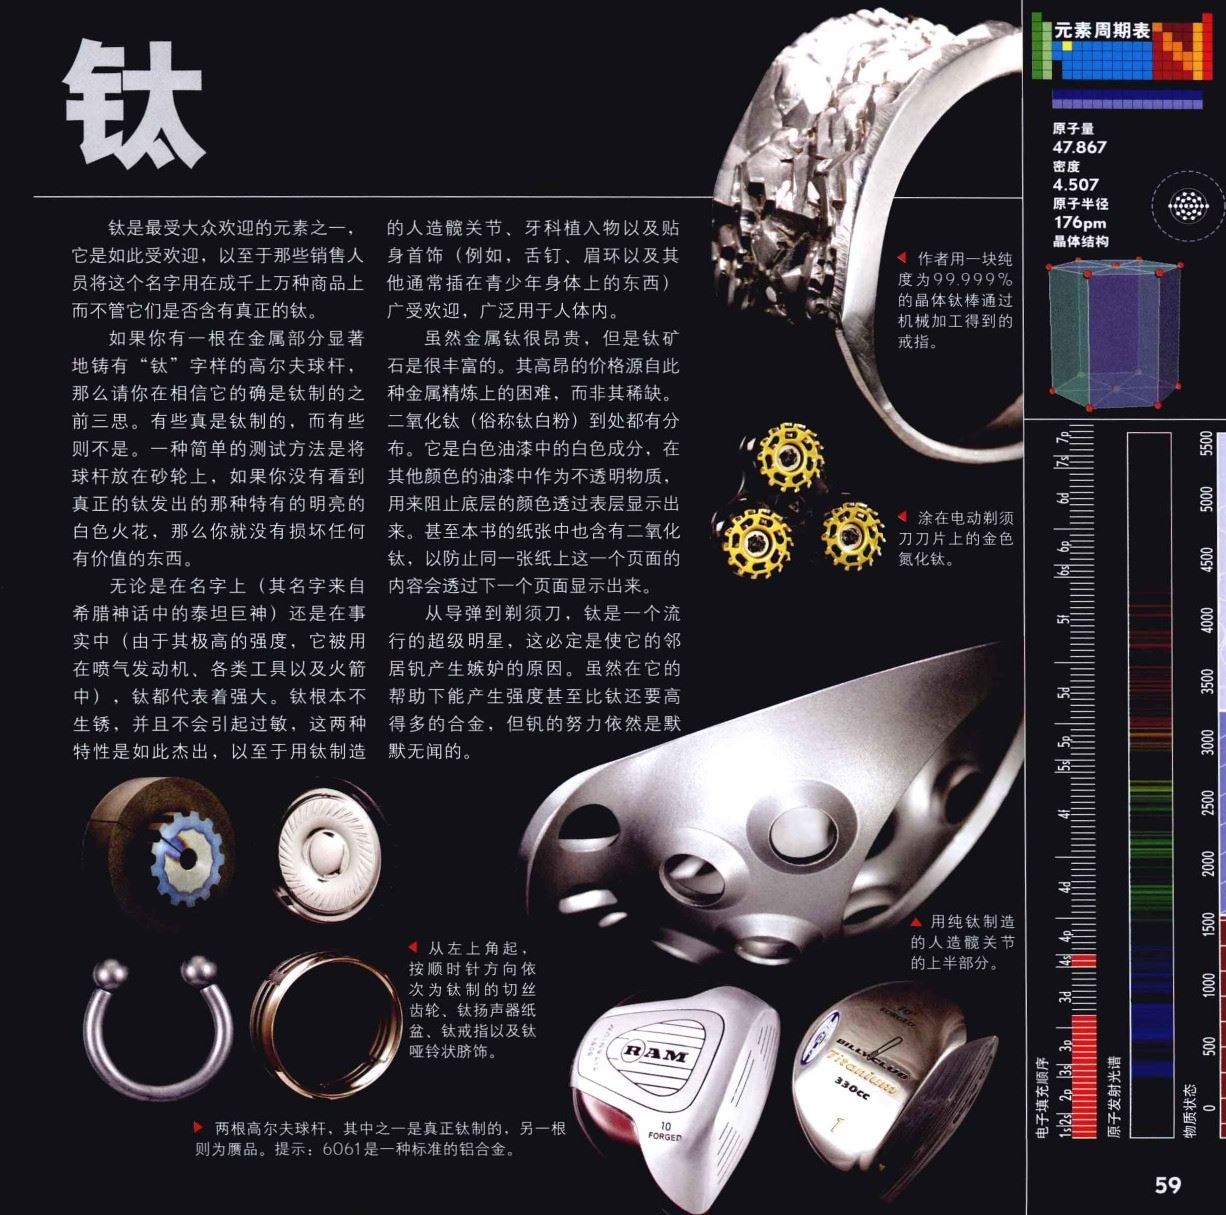 钛
钛是最受大众欢迎的元素之一，
它是如此受欢迎，以至于那些销售人
员将这个名字用在成千上万种商品上
而不管它们是否含有真正的钛。
如果你有一根在金属部分显著
地铸有“钛”字样的高尔夫球杆，
那么请你在相信它的确是钛制的之
前三思。有些真是钛制的，而有些
则不是。一种简单的测试方法是将
球杆放在砂轮上，如果你没有看到
真正的钛发出的那种特有的明亮的
白色火花，那么你就没有损坏任何
有价值的东西。
无论是在名字上（其名字来自
希腊神话中的泰坦巨神）还是在事
实中（由于其极高的强度，它被用
在喷气发动机、各类工具以及火箭
中），钛都代表着强大。钛根本不
生锈，并且不会引起过敏，这两种
特性是如此杰出，以至于用钛制造
的人造髋关节、牙科植入物以及贴
身首饰（例如，舌钉、眉环以及其
他通常插在青少年身体上的东西）
广受欢迎，广泛用于人体内。
虽然金属钛很昂贵，但是钛矿
石是很丰富的。其高昂的价格源自此
种金属精炼上的困难，而非其稀缺。
二氧化钛（俗称钛白粉）到处都有分
布。它是白色油漆中的白色成分，在
其他颜色的油漆中作为不透明物质，
用来阻止底层的颜色透过表层显示出
来。甚至本书的纸张中也含有二氧化
钛，以防止同一张纸上这一个页面的
内容会透过下一个页面显示出来。
从导弹到剃须刀，钛是一个流
行的超级明星，这必定是使它的邻
居钒产生嫉妒的原因。虽然在它的
帮助下能产生强度甚至比钛还要高
得多的合金，但钒的努力依然是默
默无闻的。
作者用一块纯
度为99.999%
的晶体钛棒通过
机械加工得到的
戒指。
涂在电动剃须
刀刀片上的金色
氮化钛。
用纯钛制造
的人造髋关节
的上半部分。
从左上角起，
按顺时针方向依
次为钛制的切丝
齿轮、钛扬声器纸
盆、钛戒指以及钛
哑铃状脐饰。
两根高尔夫球杆，其中之一是真正钛制的，另一根
则为赝品。提示：6061是一种标准的铝合金。
RAM
10
FORGED
10°
FORGED
BILLY CLUB
Titanium
330cc
1
元素周期表
原子量
47.867
密度
4.507
原子半径
176pm
晶体结构
电子填充顺序
1s 2s 2p 3s 3p 3d 4s 4p 4d 4f 5s 5p 5d 5f 6s 6p 6d 7s 7p
原子发射光谱
物质状态
0 500 1000 1500 2000 2500 3000 3500 4000 4500 5000 5500
59